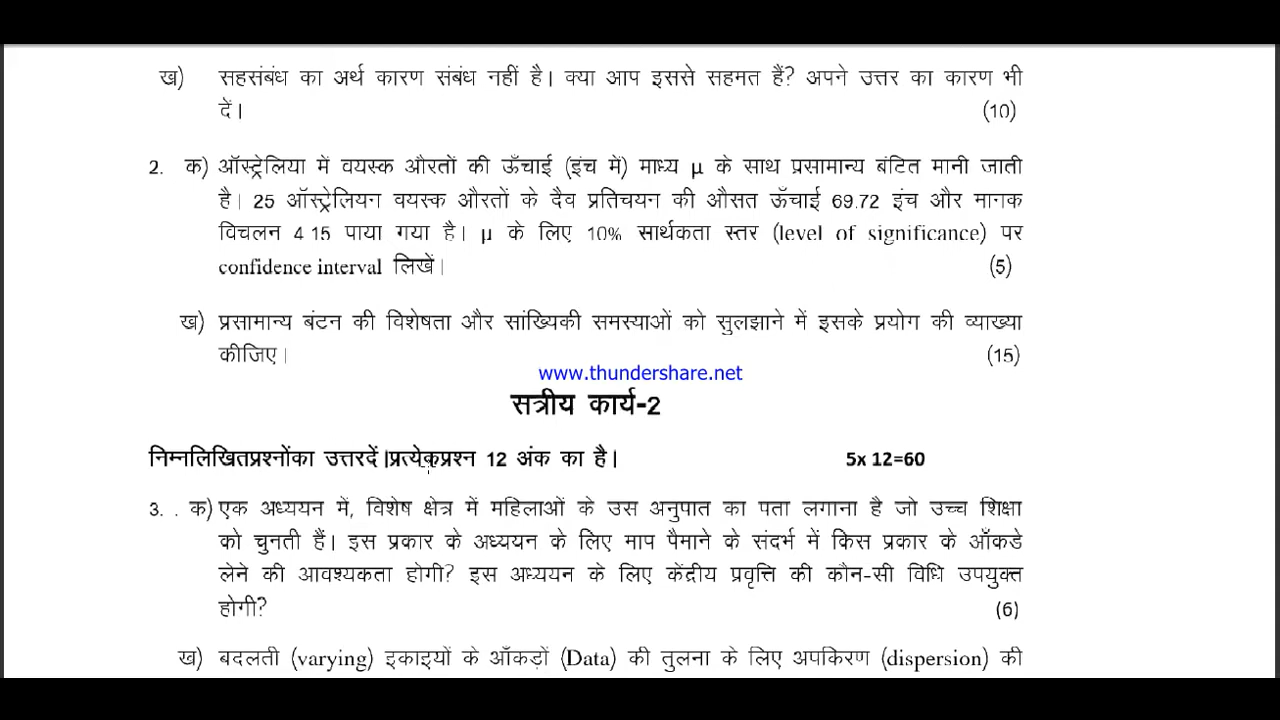 ख) सहसंबंध का अर्थ कारण संबंध नहीं है। क्या आप इससे सहमत हैं? अपने उत्तर का कारण भी
दें। (10)
2. क) ऑस्ट्रेलिया में वयस्क औरतों की ऊँचाई (इंच में) माध्य μ के साथ प्रसामान्य बंटित मानी जाती
है। 25 ऑस्ट्रेलियन वयस्क औरतों के दैव प्रतिचयन की औसत ऊँचाई 69.72 इंच और मानक
विचलन 4 15 पाया गया है। μ के लिए 10% सार्थकता स्तर (level of significance) पर
confidence interval लिखें। (5)
ख) प्रसामान्य बंटन की विशेषता और सांख्यिकी समस्याओं को सुलझाने में इसके प्रयोग की व्याख्या
कीजिए। (15)
www.thundershare.net
सत्रीय कार्य-2
निम्नलिखितप्रश्नोंका उत्तरदें।प्रत्येकप्रश्न 12 अंक का है। 5x 12=60
3. . क) एक अध्ययन में, विशेष क्षेत्र में महिलाओं के उस अनुपात का पता लगाना है जो उच्च शिक्षा
को चुनती हैं। इस प्रकार के अध्ययन के लिए माप पैमाने के संदर्भ में किस प्रकार के आँकडे
लेने की आवश्यकता होगी? इस अध्ययन के लिए केंद्रीय प्रवृत्ति की कौन-सी विधि उपयुक्त
होगी? (6)
ख) बदलती (varying) इकाइयों के आँकड़ों (Data) की तुलना के लिए अपकिरण (dispersion) की